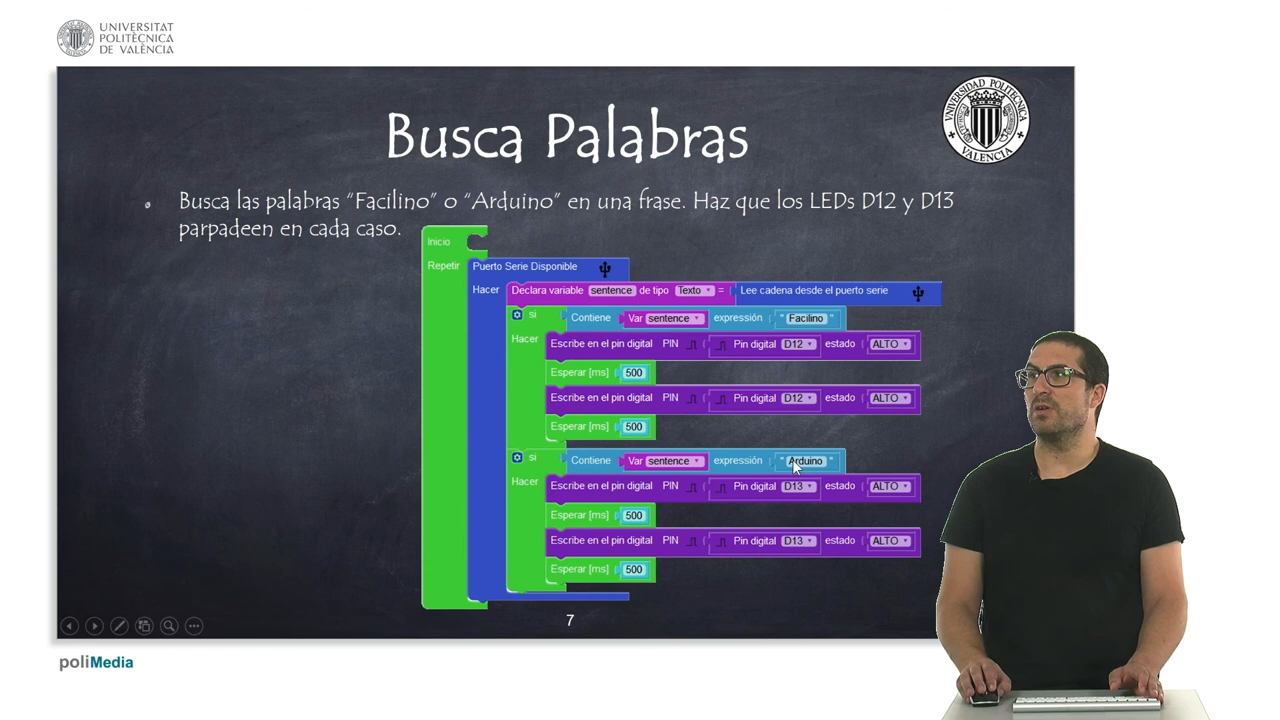 UNIVERSITAT
POLITÈCNICA
DE VALÈNCIA
UNIVERSIDAD POLITECNICA
VALENCIA
Busca Palabras
Busca las palabras “Facilino” o “Arduino” en una frase. Haz que los LEDs D12 y D13
parpadeen en cada caso.
Inicio
Repetir Puerto Serie Disponible
Hacer Declara variable sentence de tipo Texto = Lee cadena desde el puerto serie
si Contiene Var sentence expresión " Facilino "
Hacer Escribe en el pin digital PIN Pin digital D12 estado ALTO
Esperar [ms] 500
Escribe en el pin digital PIN Pin digital D12 estado ALTO
Esperar [ms] 500
si Contiene Var sentence expresión " Arduino "
Hacer Escribe en el pin digital PIN Pin digital D13 estado ALTO
Esperar [ms] 500
Escribe en el pin digital PIN Pin digital D13 estado ALTO
Esperar [ms] 500
7
poliMedia